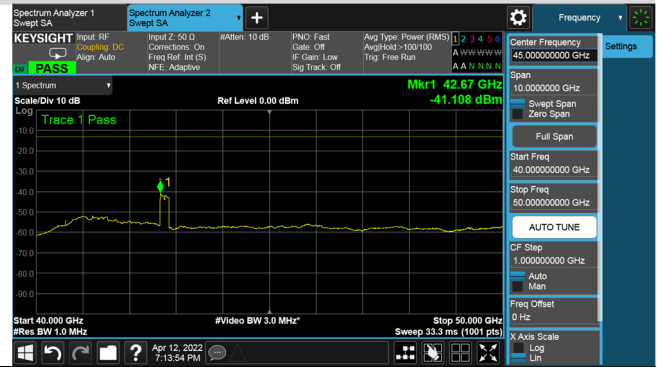 Spectrum Analyzer 1
Swept SA
Spectrum Analyzer 2
Swept SA
Frequency
KEYSIGHT
Input: RF
Coupling: DC
Align: Auto
Input Z: 50 Ω
Corrections: On
Freq Ref: Int (S)
NFE: Adaptive
#Atten: 10 dB
PNO: Fast
Gate: Off
IF Gain: Low
Sig Track: Off
Avg Type: Power (RMS)
Avg|Hold:>100/100
Trig: Free Run
1 2 3 4 5 6
A W W W W W
A A N N N N
PASS
1 Spectrum
Scale/Div 10 dB
Log
Ref Level 0.00 dBm
Mkr1 42.67 GHz
-41.108 dBm
Trace 1 Pass
1
-10.0
-20.0
-30.0
-40.0
-50.0
-60.0
-70.0
-80.0
-90.0
Start 40.000 GHz
#Res BW 1.0 MHz
#Video BW 3.0 MHz*
Stop 50.000 GHz
Sweep 33.3 ms (1001 pts)
Apr 12, 2022
7:13:54 PM
?
Settings
Center Frequency
45.000000000 GHz
Span
10.0000000 GHz
Swept Span
Zero Span
Full Span
Start Freq
40.000000000 GHz
Stop Freq
50.000000000 GHz
AUTO TUNE
CF Step
1.000000000 GHz
Auto
Man
Freq Offset
0 Hz
X Axis Scale
Log
Lin